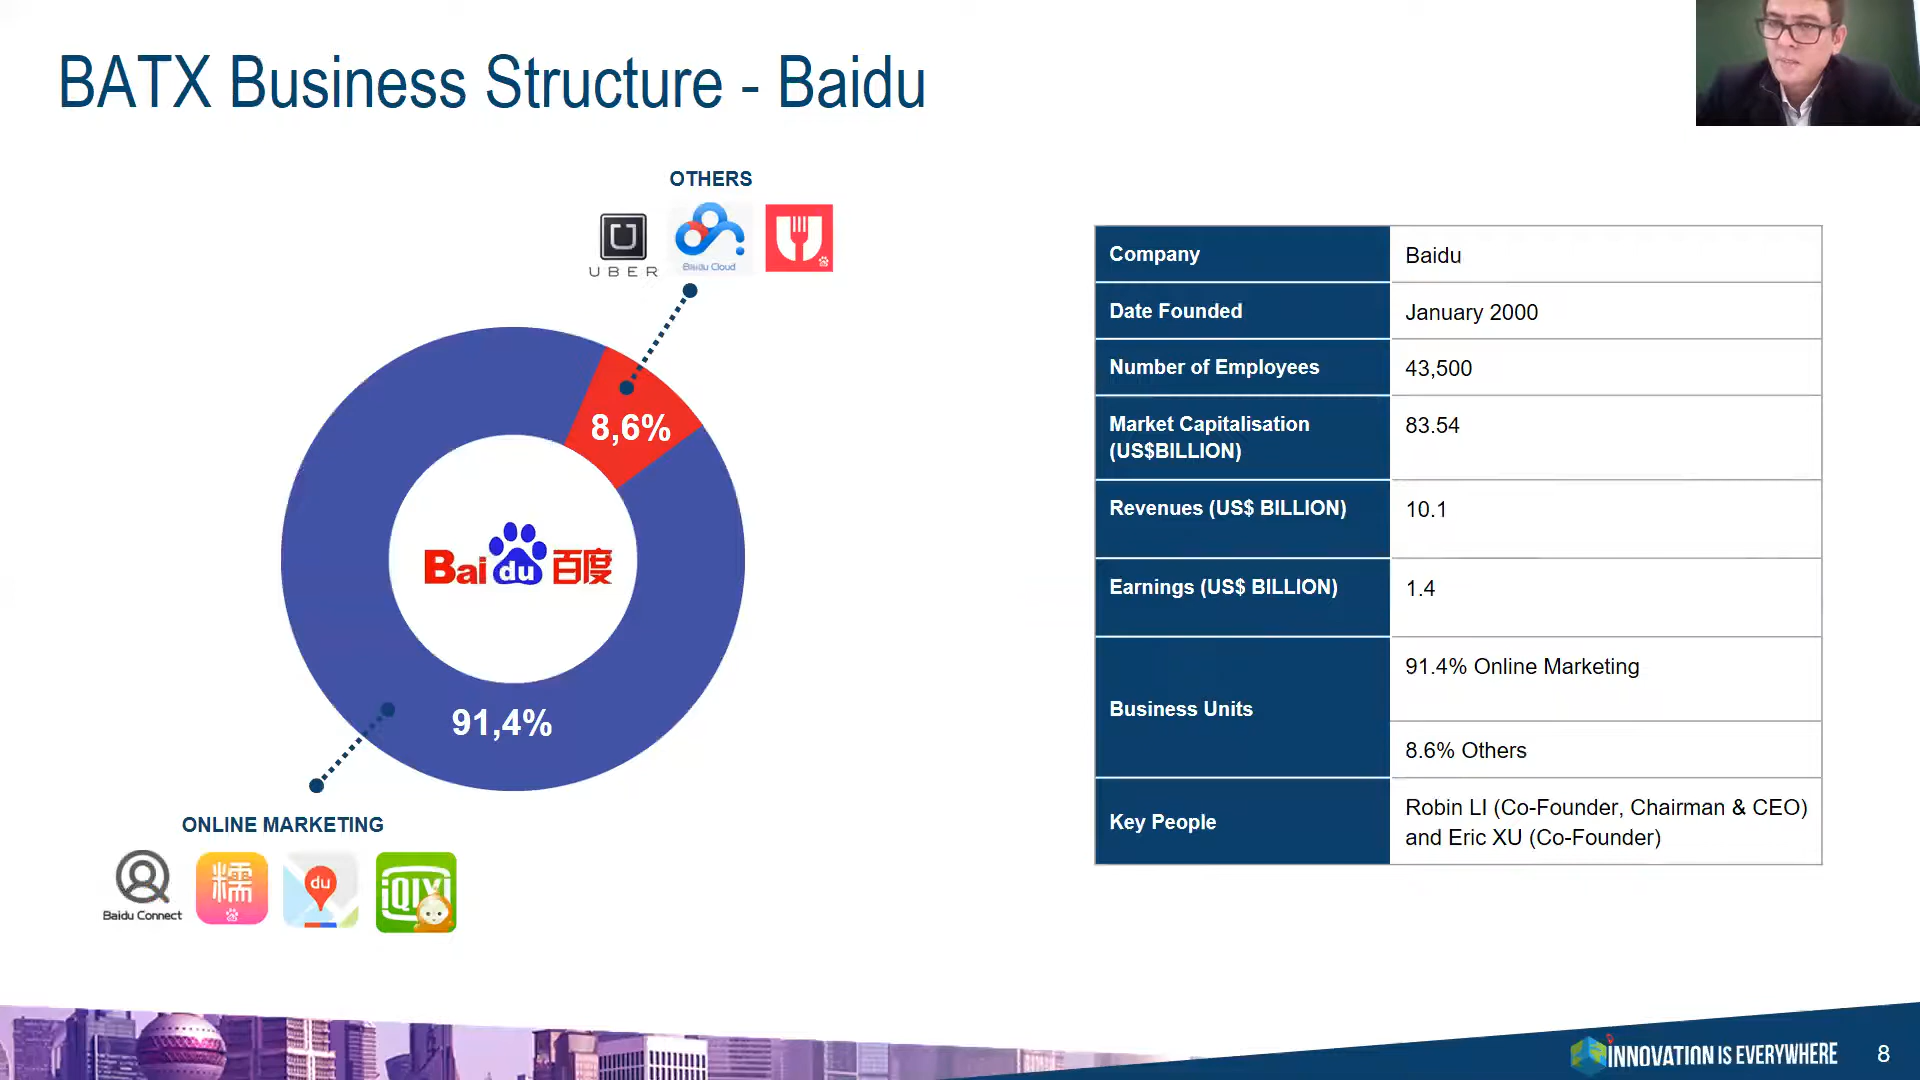 BATX Business Structure - Baidu
OTHERS
UBER
Baidu Cloud
8,6%
Baidu 百度
91,4%
ONLINE MARKETING
Baidu Connect
糯
du
iQIYI
Company
Baidu
Date Founded
January 2000
Number of Employees
43,500
Market Capitalisation
(US$BILLION)
83.54
Revenues (US$ BILLION)
10.1
Earnings (US$ BILLION)
1.4
Business Units
91.4% Online Marketing
8.6% Others
Key People
Robin LI (Co-Founder, Chairman & CEO)
and Eric XU (Co-Founder)
INNOVATION IS EVERYWHERE
8